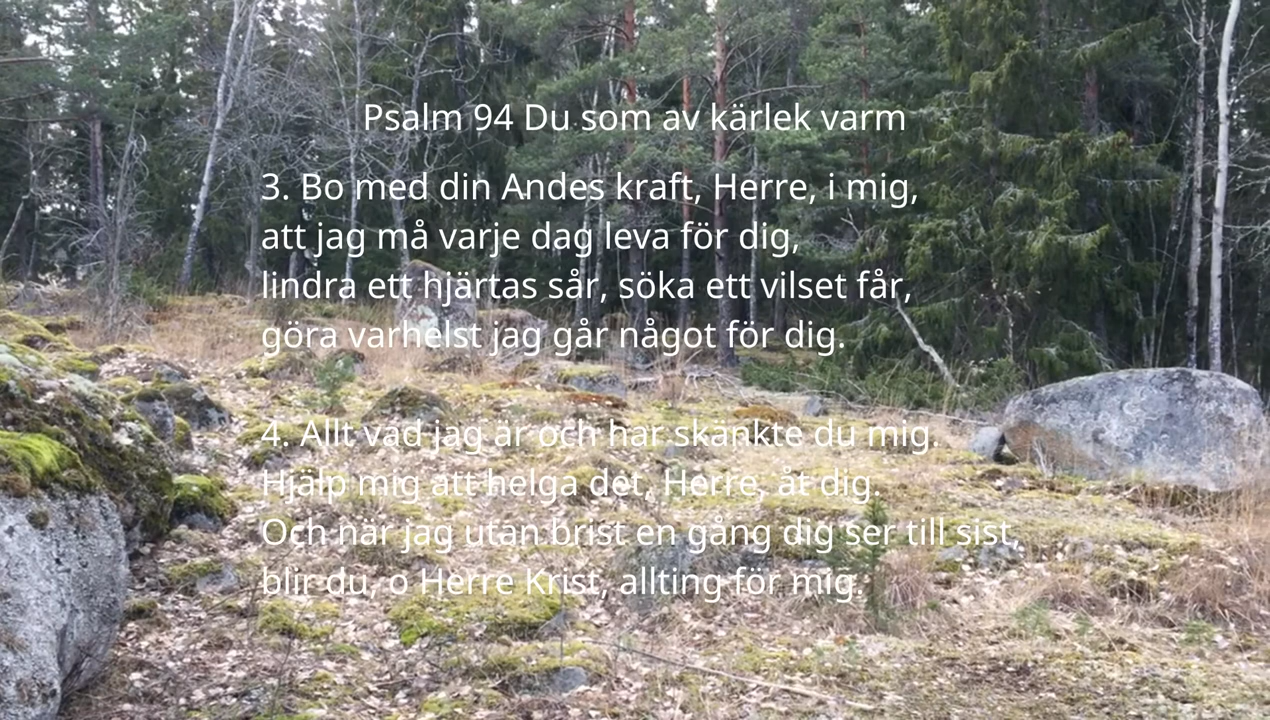 Psalm 94 Du som av kärlek varm
3. Bo med din Andes kraft, Herre, i mig,
att jag må varje dag leva för dig,
lindra ett hjärtas sår, söka ett vilset får,
göra varhelst jag går något för dig.
4. Allt vad jag är och har skänkte du mig.
Hjälp mig att helga det, Herre, åt dig.
Och när jag utan brist en gång dig ser till sist,
blir du, o Herre Krist, allting för mig.